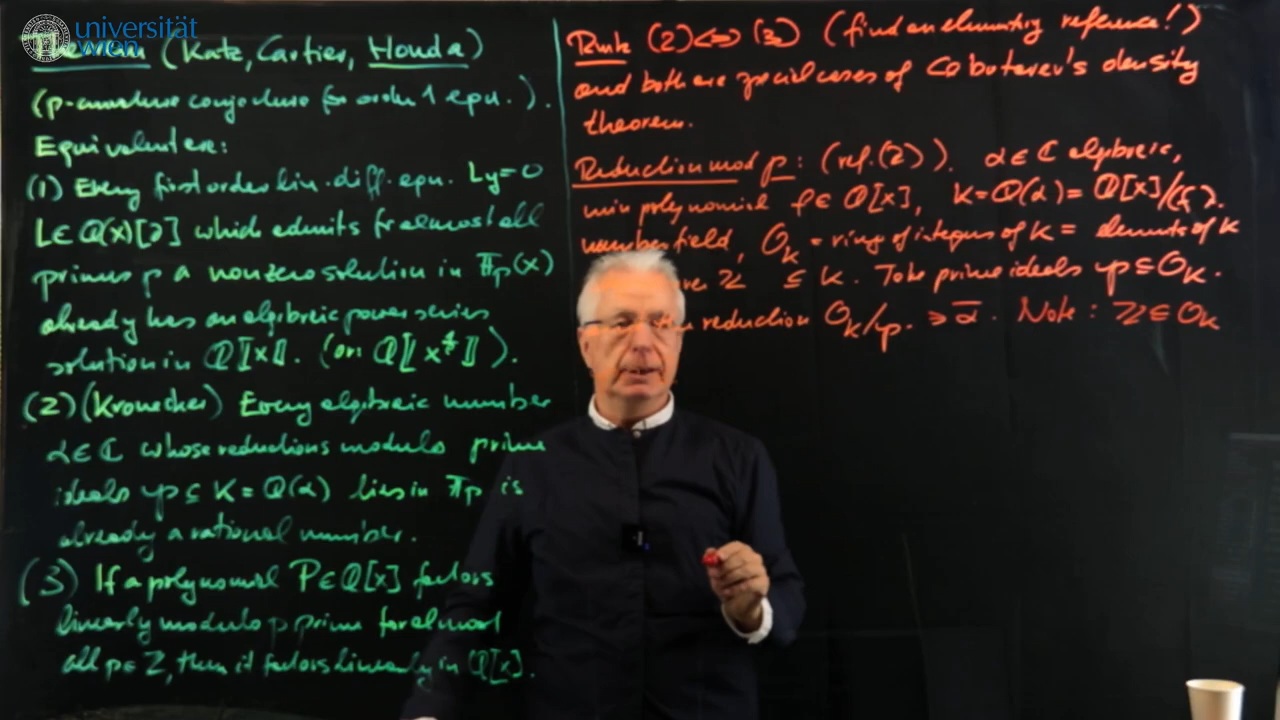 universität wien
Theorem (Katz, Cartier, Honda)
(p-curvature conjecture for order 1 equ.).
Equivalent are:
(1) Every first order lin. diff. equ. Ly=0
L∈Q(x)[∂] which admits for almost all
primes p a nonzero solution in 𝔽p(x)
already has an algebraic power series
solution in Q⟦x⟧. (or: Q⟦x^⟧).
(2) (Kronecker) Every algebraic number
α∈ℂ whose reductions modulo prime
ideals 𝔭⊆K=Q(α) lies in 𝔽p is
already a rational number.
(3) If a polynomial P∈Q[x] factors
linearly modulo p prime for almost
all p∈ℤ, then it factors linearly in Q[x].
Rmk (2)⇔(3) (find an elementary reference!)
and both are special cases of Cebotarev's density
theorem.
Reduction mod p: (ref. (2)). α∈ℂ algebraic,
min polynomial f∈Q[x], K=Q(α)=Q[x]/(f).
number field, O_K = ring of integers of K = elements of K
over ℤ ⊆ K. Take prime ideals 𝔭⊆O_K.
reduction O_K/𝔭. ∋ᾱ. Note: ℤ⊆O_K